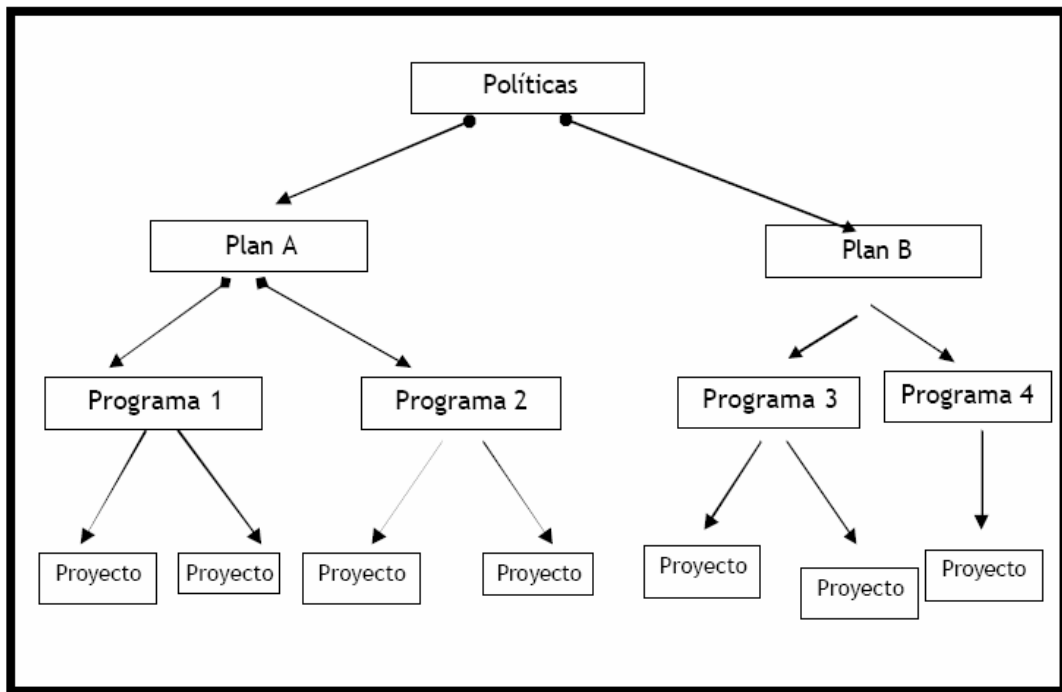 Políticas
Plan A
Plan B
Programa 1
Programa 2
Programa 3
Programa 4
Proyecto
Proyecto
Proyecto
Proyecto
Proyecto
Proyecto
Proyecto